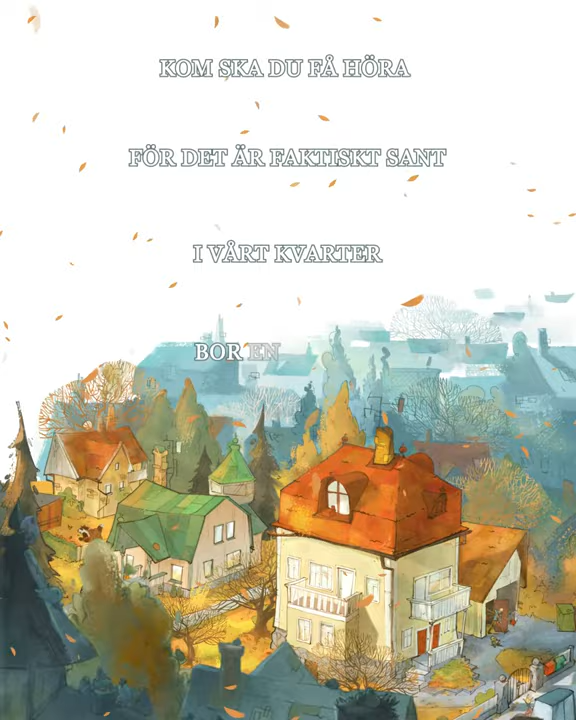 KOM SKA DU FÅ HÖRA
FÖR DET ÄR FAKTISKT SANT
I VÅRT KVARTER
BOR EN